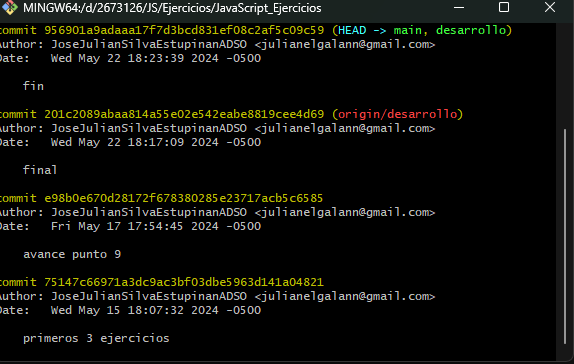 MINGW64:/d/2673126/JS/Ejercicios/JavaScript_Ejercicios
commit 956901a9adaaa17f7d3bcd831ef08c2af5c09c59 (HEAD -> main, desarrollo)
Author: JoseJulianSilvaEstupinanADSO <julianelgalann@gmail.com>
Date:   Wed May 22 18:23:39 2024 -0500
fin
commit 201c2089abaa814a55e02e542eabe8819cee4d69 (origin/desarrollo)
Author: JoseJulianSilvaEstupinanADSO <julianelgalann@gmail.com>
Date:   Wed May 22 18:17:09 2024 -0500
final
commit e98b0e670d28172f678380285e23717acb5c6585
Author: JoseJulianSilvaEstupinanADSO <julianelgalann@gmail.com>
Date:   Fri May 17 17:54:45 2024 -0500
avance punto 9
commit 75147c66971a3dc9ac3bf03dbe5963d141a04821
Author: JoseJulianSilvaEstupinanADSO <julianelgalann@gmail.com>
Date:   Wed May 15 18:07:32 2024 -0500
primeros 3 ejercicios